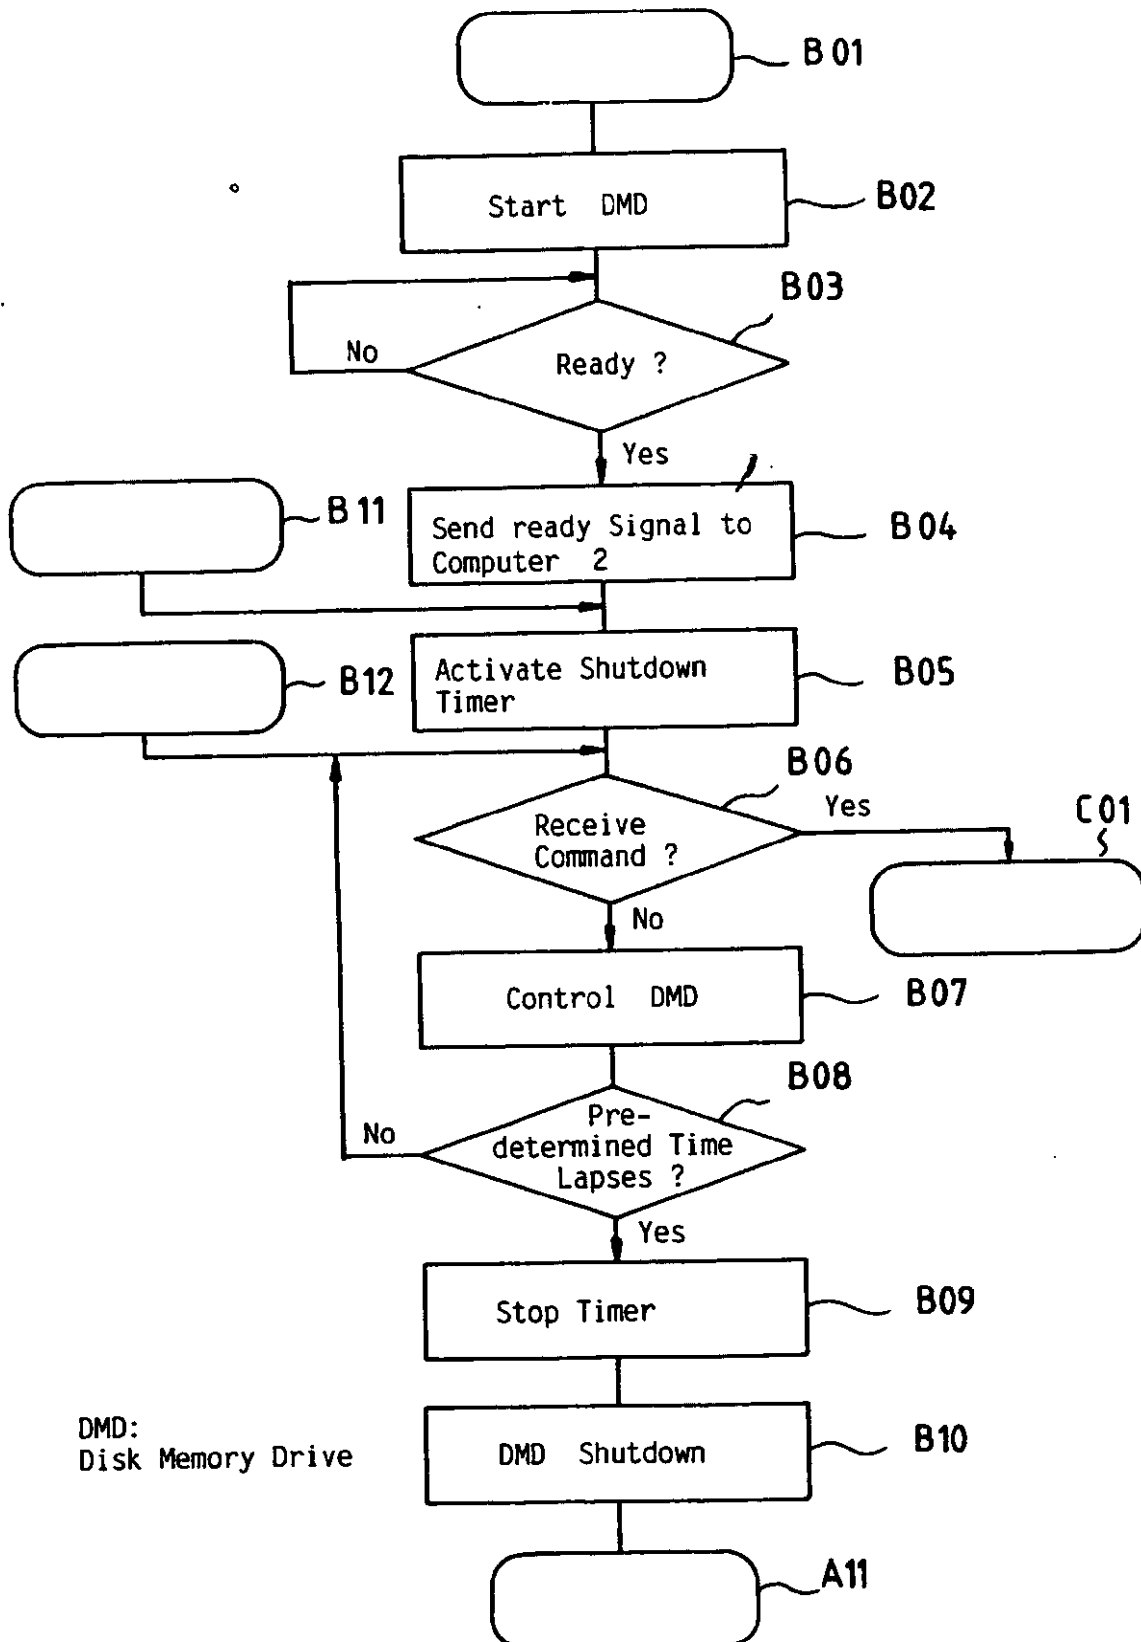 B01
Start DMD
B02
B03
Ready ?
No
Yes
B11
Send ready Signal to
Computer 2
B04
B12
Activate Shutdown
Timer
B05
B06
Receive
Command ?
Yes
C01
No
Control DMD
B07
B08
Pre-
determined Time
Lapses ?
No
Yes
Stop Timer
B09
DMD:
Disk Memory Drive
DMD Shutdown
B10
A11